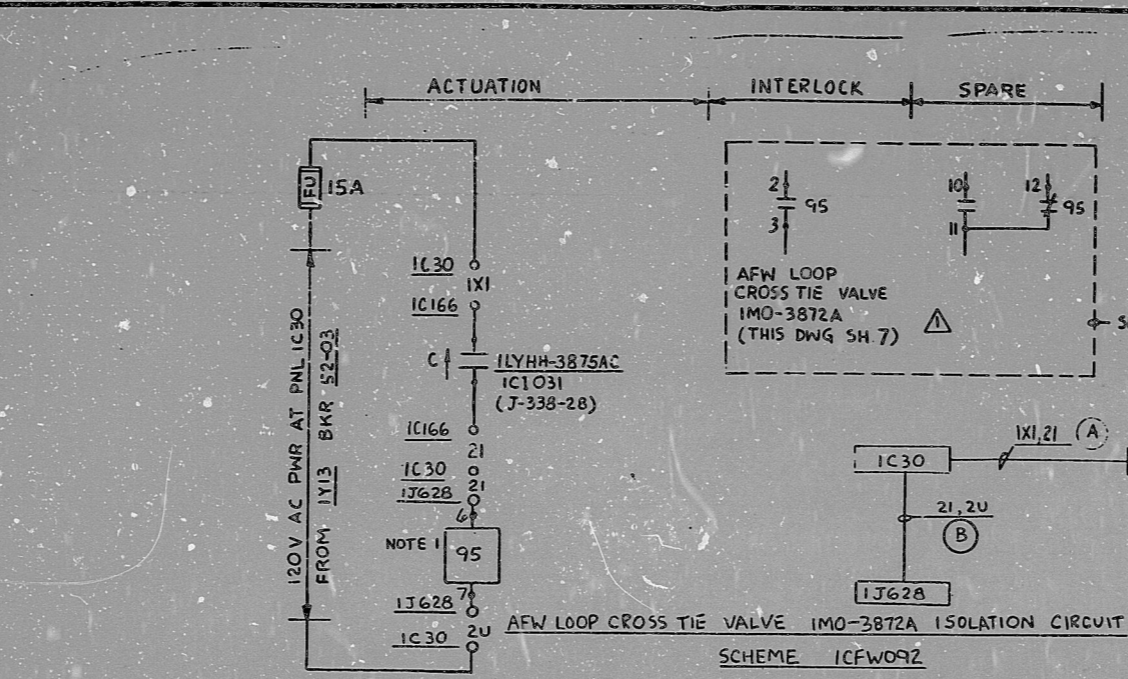 ACTUATION INTERLOCK SPARE
FU 15A
120V AC PWR AT PNL 1C30
FROM 1Y13 BKR 52-03
1C30
1X1
1C166
C
1LYHH-3875AC
1C1031
(J-338-28)
1C166
21
1C30
21
1J628
6
NOTE 1
95
7
1J628
2U
1C30
2
95
3
10
12
95
11
AFW LOOP
CROSS TIE VALVE
1MO-3872A
(THIS DWG SH.7)
1
1X1,21 A
1C30
21,2U
B
1J628
AFW LOOP CROSS TIE VALVE 1MO-3872A ISOLATION CIRCUIT
SCHEME 1CFW092